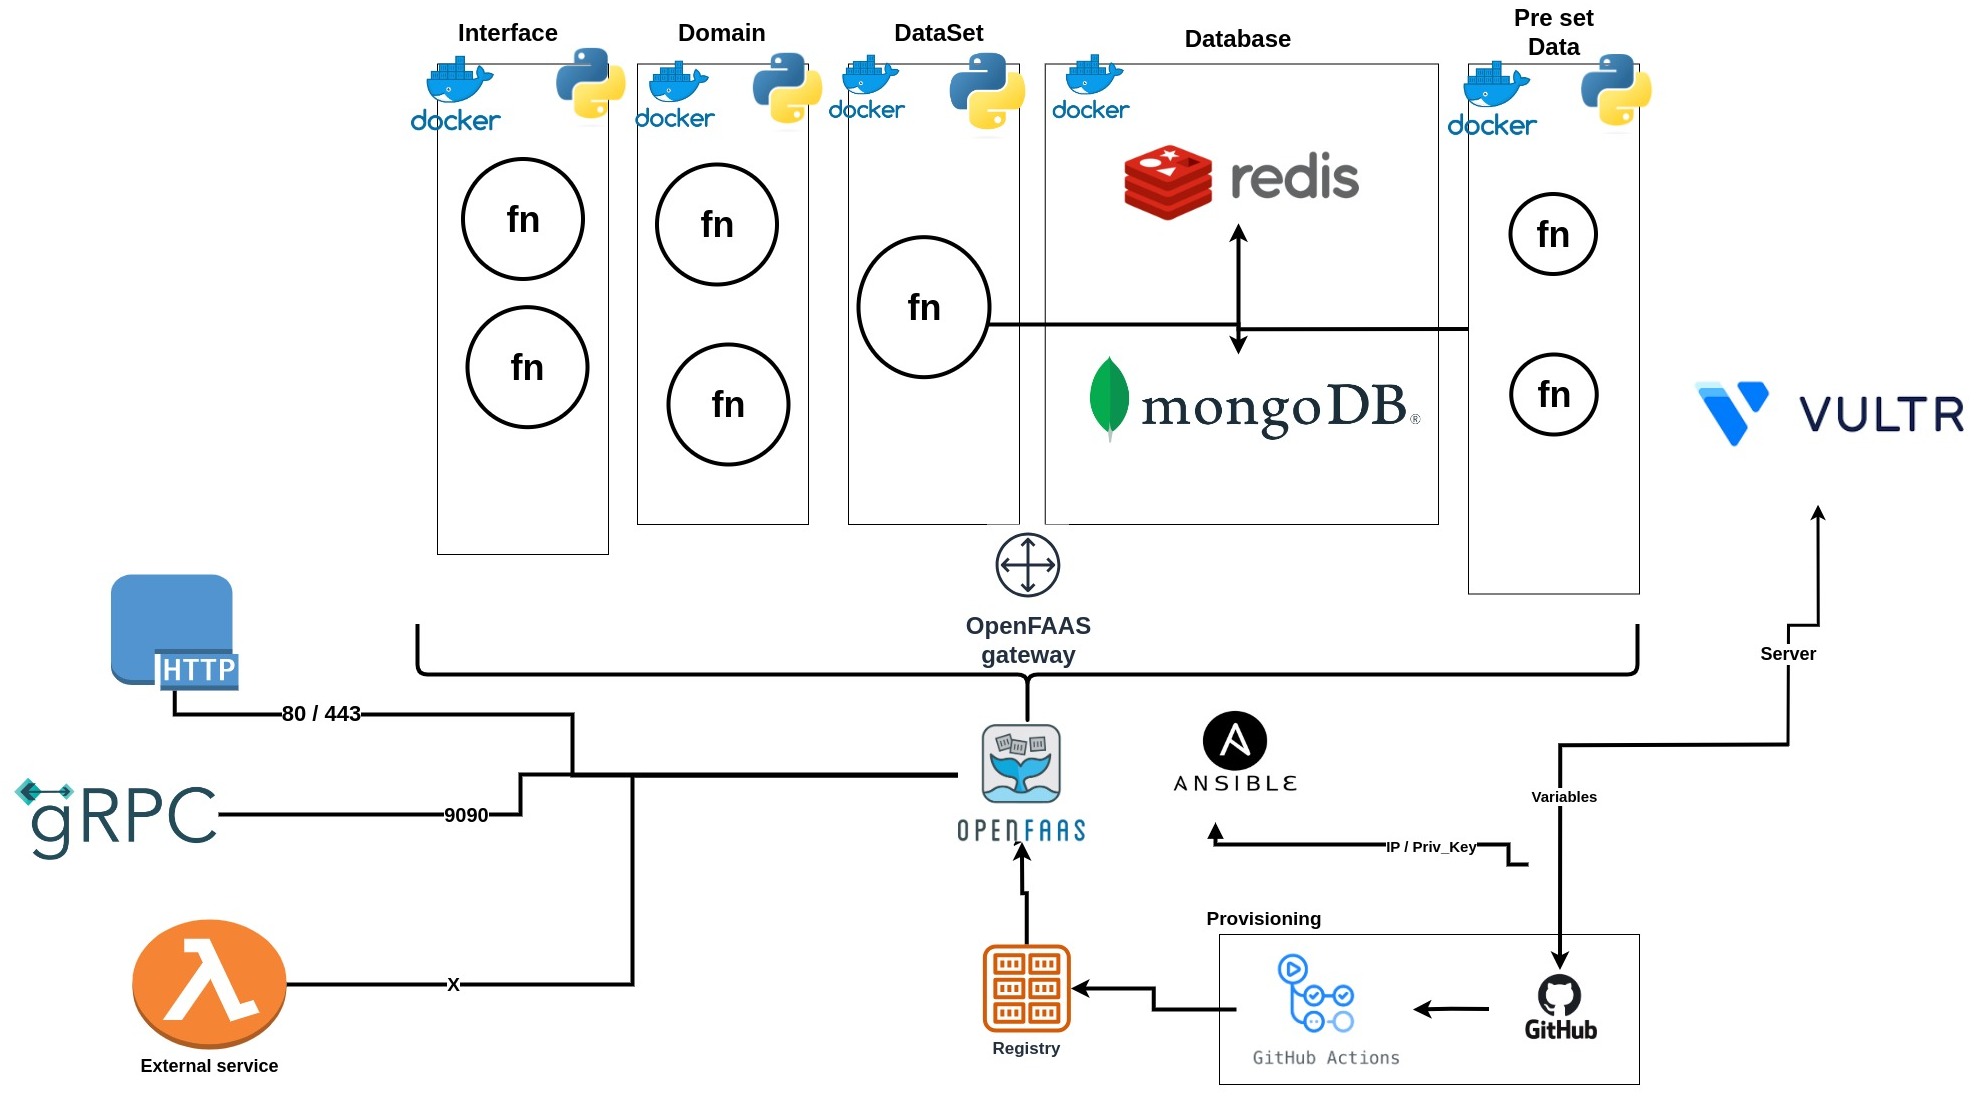 Interface
Domain
DataSet
Database
Pre set
Data
docker
docker
docker
docker
docker
redis
fn
fn
fn
fn
fn
fn
fn
mongoDB®
VULTR
OpenFAAS
gateway
HTTP
Server
80 / 443
ANSIBLE
gRPC
9090
Variables
OPENFAAS
IP / Priv_Key
Provisioning
X
GitHub
External service
Registry
GitHub Actions